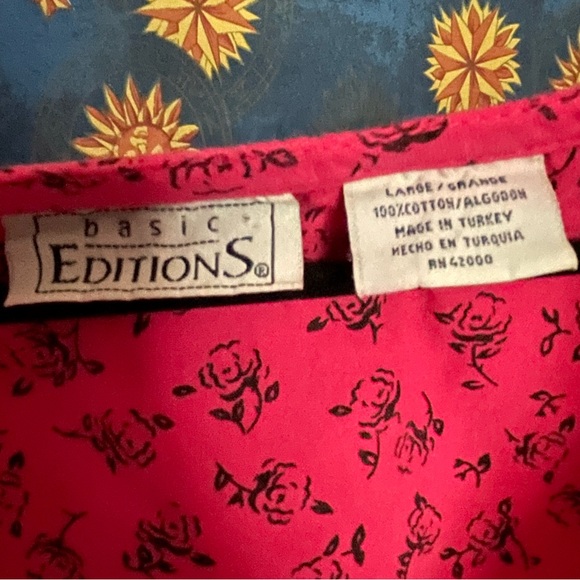 basic
EDITIONS®
LARGE/GRANDE
100%COTTON/ALGODON
MADE IN TURKEY
HECHO EN TURQUIA
RN42000